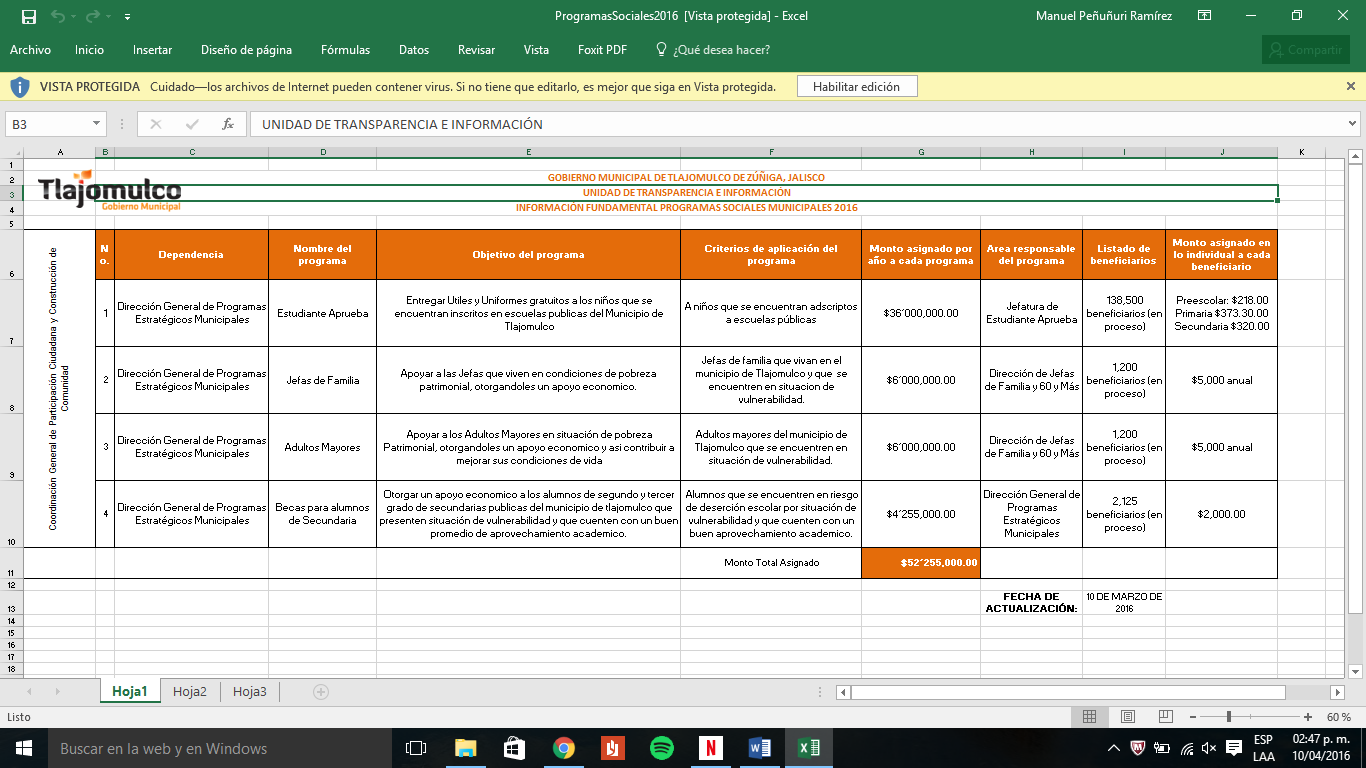 ProgramasSociales2016 [Vista protegida] - Excel
Manuel Peñuñuri Ramírez
Archivo Inicio Insertar Diseño de página Fórmulas Datos Revisar Vista Foxit PDF ¿Qué desea hacer? Compartir
VISTA PROTEGIDA Cuidado—los archivos de Internet pueden contener virus. Si no tiene que editarlo, es mejor que siga en Vista protegida. Habilitar edición
B3 fx UNIDAD DE TRANSPARENCIA E INFORMACIÓN
A B C D E F G H I J K
1
2
3
4
5
6
7
8
9
10
11
12
13
14
15
16
17
18
Tlajomulco
Gobierno Municipal
GOBIERNO MUNICIPAL DE TLAJOMULCO DE ZÚÑIGA, JALISCO
UNIDAD DE TRANSPARENCIA E INFORMACIÓN
INFORMACIÓN FUNDAMENTAL PROGRAMAS SOCIALES MUNICIPALES 2016
Coordinación General de Participación Ciudadana y Construcción de
Comunidad
N
o.
Dependencia
Nombre del
programa
Objetivo del programa
Criterios de aplicación del
programa
Monto asignado por
año a cada programa
Area responsable
del programa
Listado de
beneficiarios
Monto asignado en
lo individual a cada
beneficiario
1
Dirección General de Programas
Estratégicos Municipales
Estudiante Aprueba
Entregar Utiles y Uniformes gratuitos a los niños que se
encuentran inscritos en escuelas publicas del Municipio de
Tlajomulco
A niños que se encuentran adscriptos
a escuelas públicas
$36´000,000.00
Jefatura de
Estudiante Aprueba
138,500
beneficiarios (en
proceso)
Preescolar: $218.00
Primaria $373.30.00
Secundaria $320.00
2
Dirección General de Programas
Estratégicos Municipales
Jefas de Familia
Apoyar a las Jefas que viven en condiciones de pobreza
patrimonial, otorgandoles un apoyo economico.
Jefas de familia que vivan en el
municipio de Tlajomulco y que se
encuentren en situacion de
vulnerabilidad.
$6´000,000.00
Dirección de Jefas
de Familia y 60 y Más
1,200
beneficiarios (en
proceso)
$5,000 anual
3
Dirección General de Programas
Estratégicos Municipales
Adultos Mayores
Apoyar a los Adultos Mayores en situación de pobreza
Patrimonial, otorgandoles un apoyo economico y asi contribuir a
mejorar sus condiciones de vida
Adultos mayores del municipio de
Tlajomulco que se encuentren en
situación de vulnerabilidad.
$6´000,000.00
Dirección de Jefas
de Familia y 60 y Más
1,200
beneficiarios (en
proceso)
$5,000 anual
4
Dirección General de Programas
Estratégicos Municipales
Becas para alumnos
de Secundaria
Otorgar un apoyo economico a los alumnos de segundo y tercer
grado de secundarias publicas del municipio de tlajomulco que
presenten situación de vulnerabilidad y que cuenten con un buen
promedio de aprovechamiento academico.
Alumnos que se encuentren en riesgo
de deserción escolar por situación de
vulnerabilidad y que cuenten con un
buen aprovechamiento academico.
$4´255,000.00
Dirección General de
Programas
Estratégicos
Municipales
2,125
beneficiarios (en
proceso)
$2,000.00
Monto Total Asignado
$52´255,000.00
FECHA DE
ACTUALIZACIÓN:
10 DE MARZO DE
2016
Hoja1 Hoja2 Hoja3
Listo
60 %
Buscar en la web y en Windows
ESP
LAA
02:47 p. m.
10/04/2016